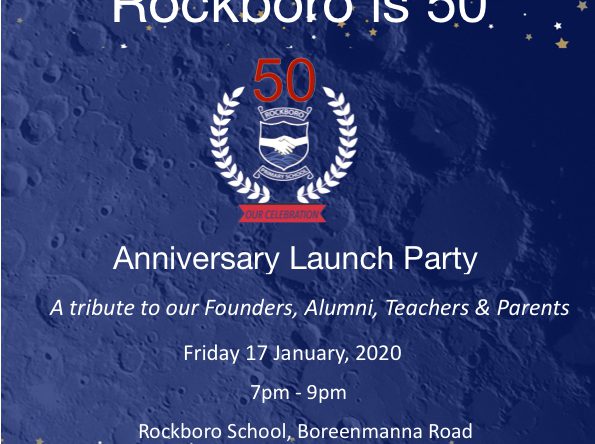 Rockboro is 50
50
ROCKBORO
PRIMARY SCHOOL
OUR CELEBRATION
Anniversary Launch Party
A tribute to our Founders, Alumni, Teachers & Parents
Friday 17 January, 2020
7pm - 9pm
Rockboro School, Boreenmanna Road